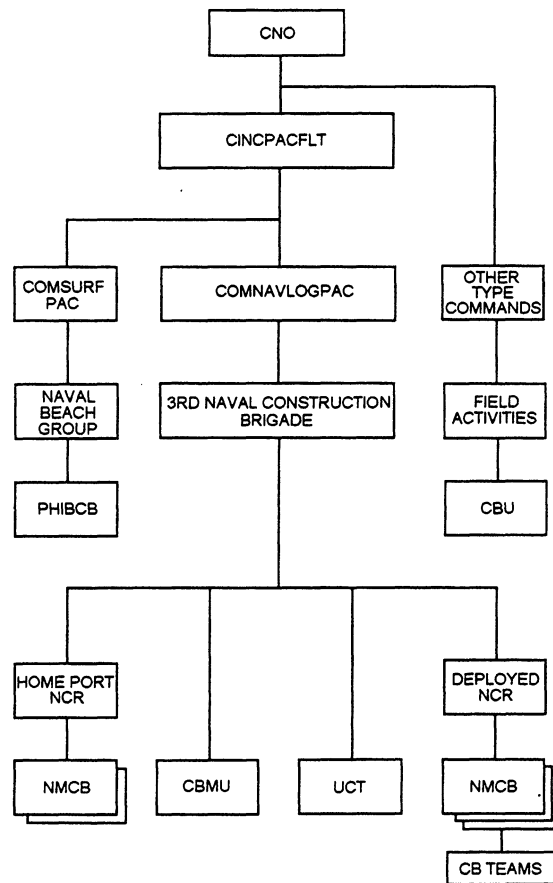 CNO
CINCPACFLT
COMSURF
PAC
COMNAVLOGPAC
OTHER
TYPE
COMMANDS
NAVAL
BEACH
GROUP
3RD NAVAL CONSTRUCTION
BRIGADE
FIELD
ACTIVITIES
PHIBCB
CBU
HOME PORT
NCR
DEPLOYED
NCR
NMCB
CBMU
UCT
NMCB
CB TEAMS